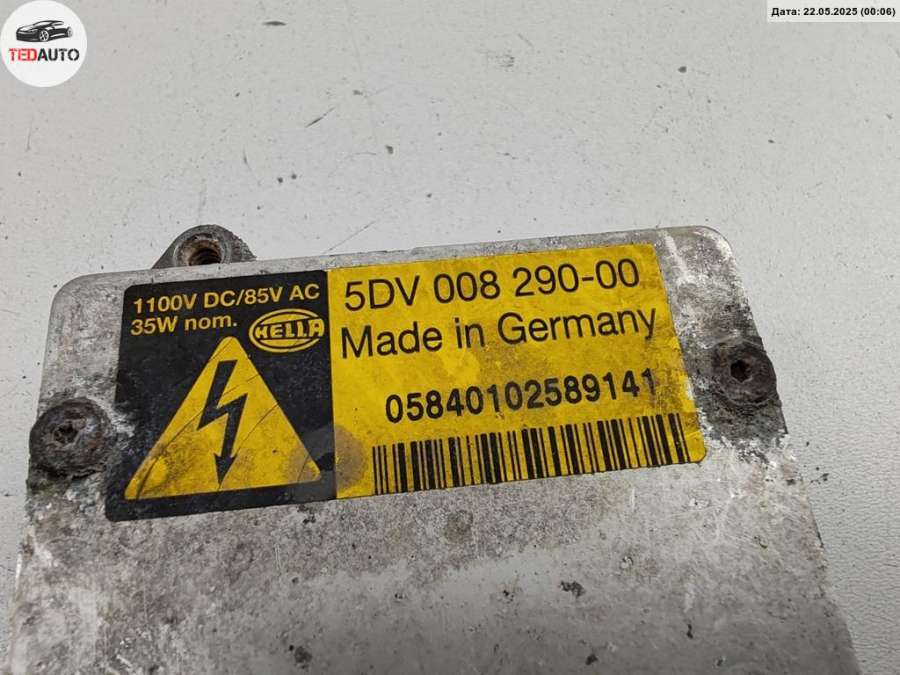 TEDAUTO
Дата: 22.05.2025 (00:06)
1100V DC/85V AC
35W nom.
HELLA
5DV 008 290-00
Made in Germany
05840102589141